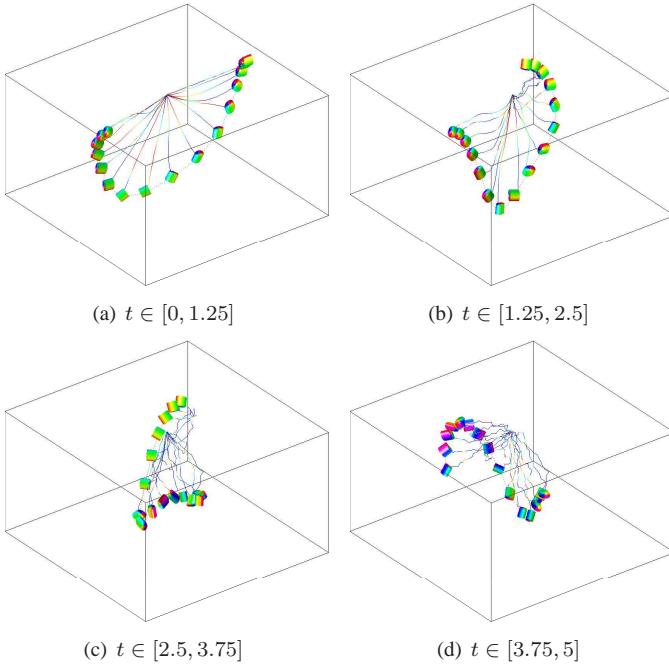 (a) t ∈ [0, 1.25]
(b) t ∈ [1.25, 2.5]
(c) t ∈ [2.5, 3.75]
(d) t ∈ [3.75, 5]